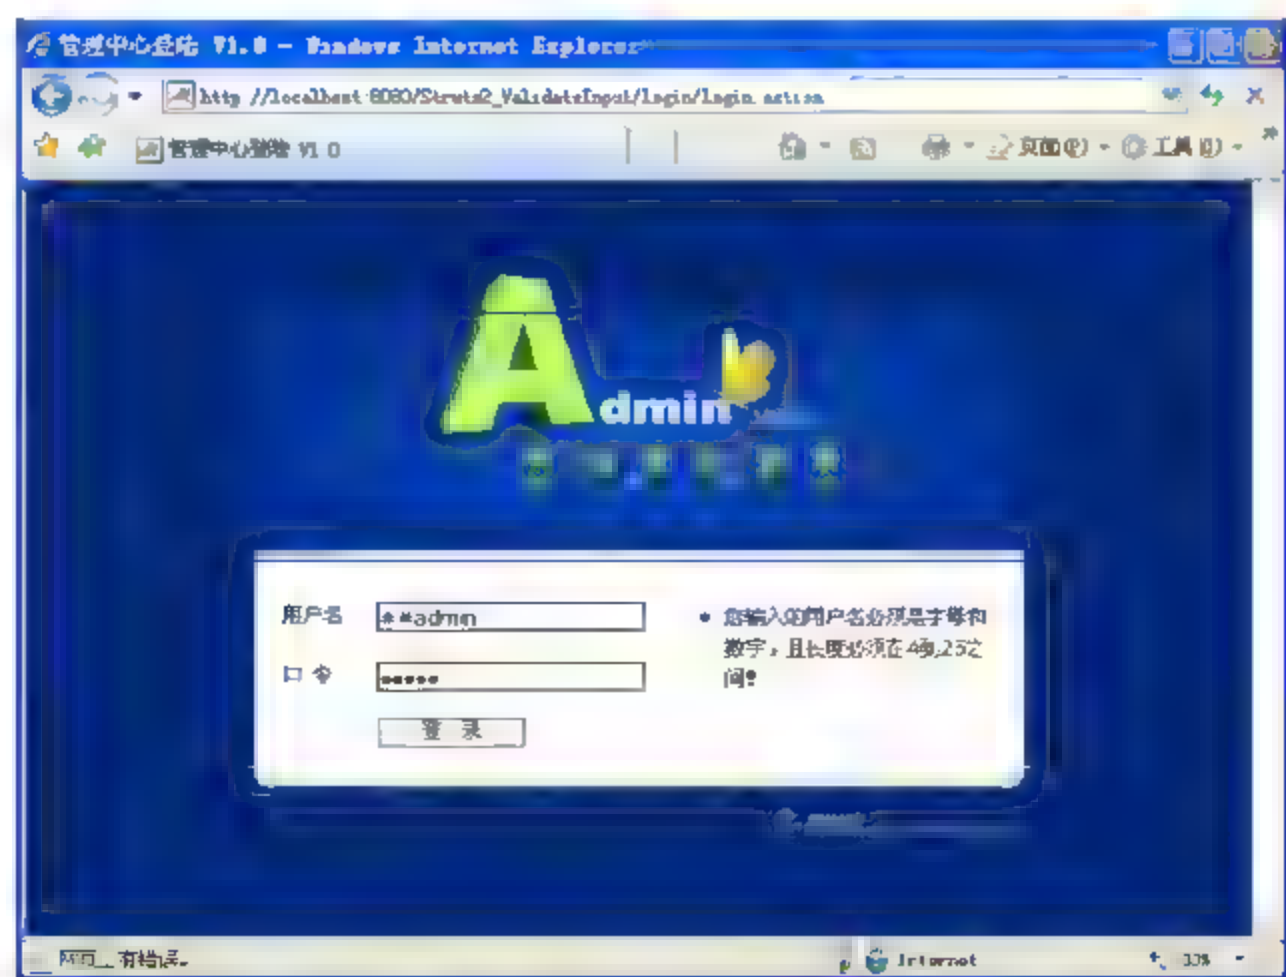 管理中心登陆 V1.0 - Windows Internet Explorer
http://localhost:8080/Struts2_ValidateInput/login/login.action
管理中心登陆 V1.0
页面(P)
工具(O)
Admin
用户名
**admin
您输入的用户名必须是字母和
数字，且长度必须在4到25之
间!
口 令
●●●●●
登 录
网页上有错误。
Internet